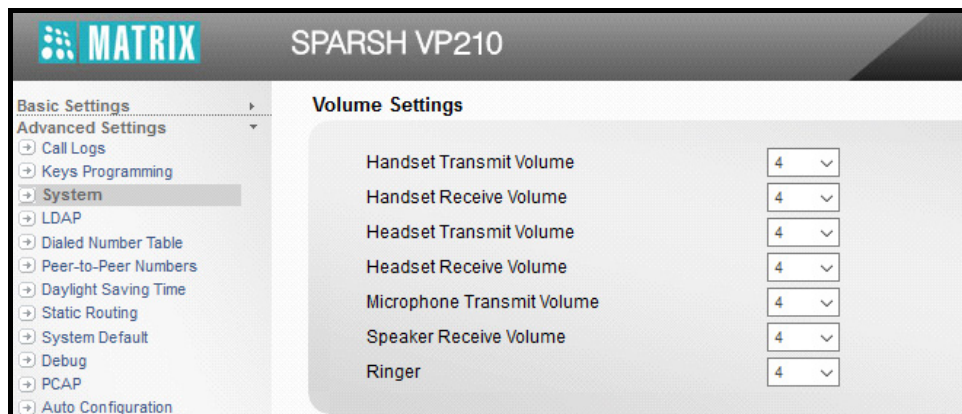 MATRIX
SPARSH VP210
Basic Settings
Advanced Settings
Call Logs
Keys Programming
System
LDAP
Dialed Number Table
Peer-to-Peer Numbers
Daylight Saving Time
Static Routing
System Default
Debug
PCAP
Auto Configuration
Volume Settings
Handset Transmit Volume 4
Handset Receive Volume 4
Headset Transmit Volume 4
Headset Receive Volume 4
Microphone Transmit Volume 4
Speaker Receive Volume 4
Ringer 4